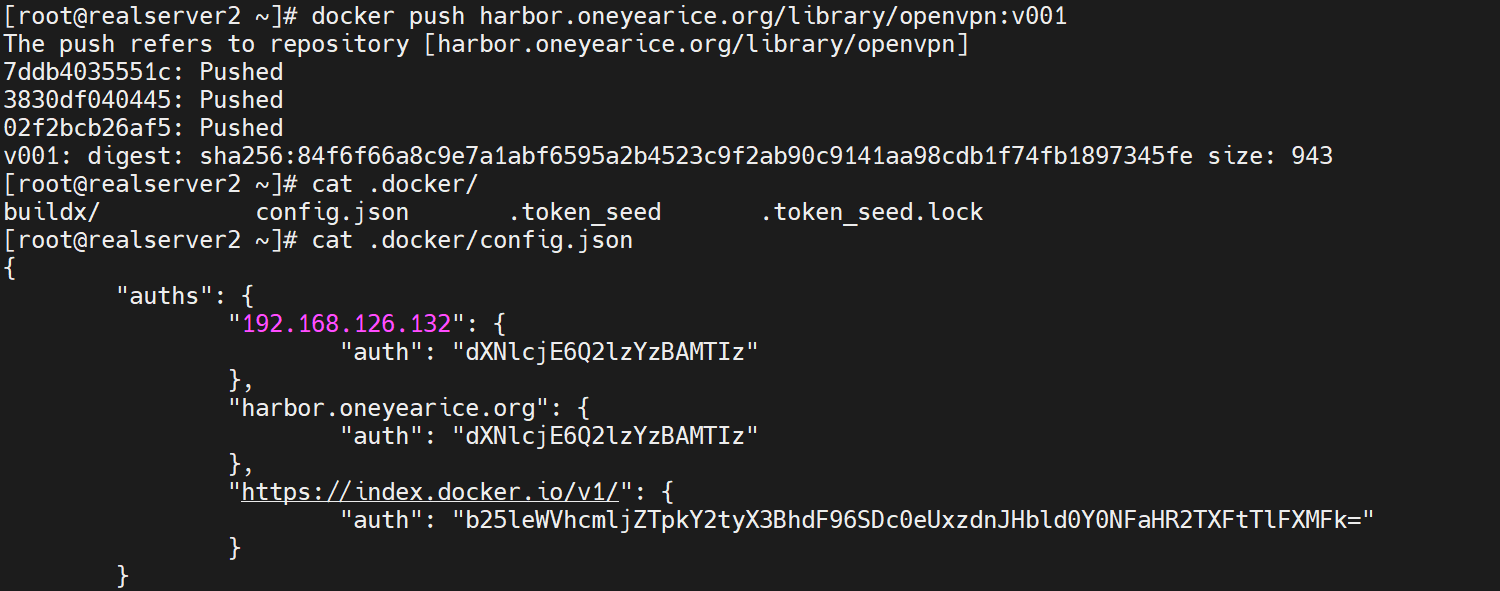 [root@realserver2 ~]# docker push harbor.oneyearice.org/library/openvpn:v001
The push refers to repository [harbor.oneyearice.org/library/openvpn]
7ddb4035551c: Pushed
3830df040445: Pushed
02f2bcb26af5: Pushed
v001: digest: sha256:84f6f66a8c9e7a1abf6595a2b4523c9f2ab90c9141aa98cdb1f74fb1897345fe size: 943
[root@realserver2 ~]# cat .docker/
buildx/           config.json       .token_seed       .token_seed.lock
[root@realserver2 ~]# cat .docker/config.json
{
        "auths": {
                "192.168.126.132": {
                        "auth": "dXNlcjE6Q2lzYzBAMTIz"
                },
                "harbor.oneyearice.org": {
                        "auth": "dXNlcjE6Q2lzYzBAMTIz"
                },
                "https://index.docker.io/v1/": {
                        "auth": "b25leWVhcmljZTpkY2tyX3BhdF96SDc0eUxzdnJHbld0Y0NFaHR2TXFtTlFXMFk="
                }
        }